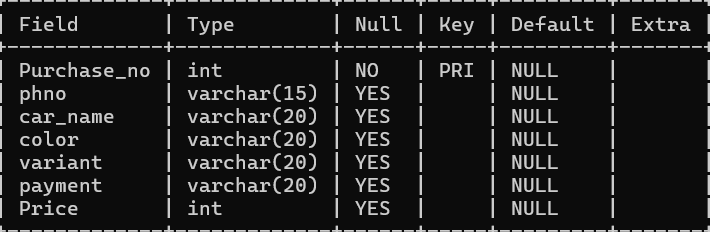 | Field | Type | Null | Key | Default | Extra |
| Purchase_no | int | NO | PRI | NULL | |
| phno | varchar(15) | YES | | NULL | |
| car_name | varchar(20) | YES | | NULL | |
| color | varchar(20) | YES | | NULL | |
| variant | varchar(20) | YES | | NULL | |
| payment | varchar(20) | YES | | NULL | |
| Price | int | YES | | NULL | |